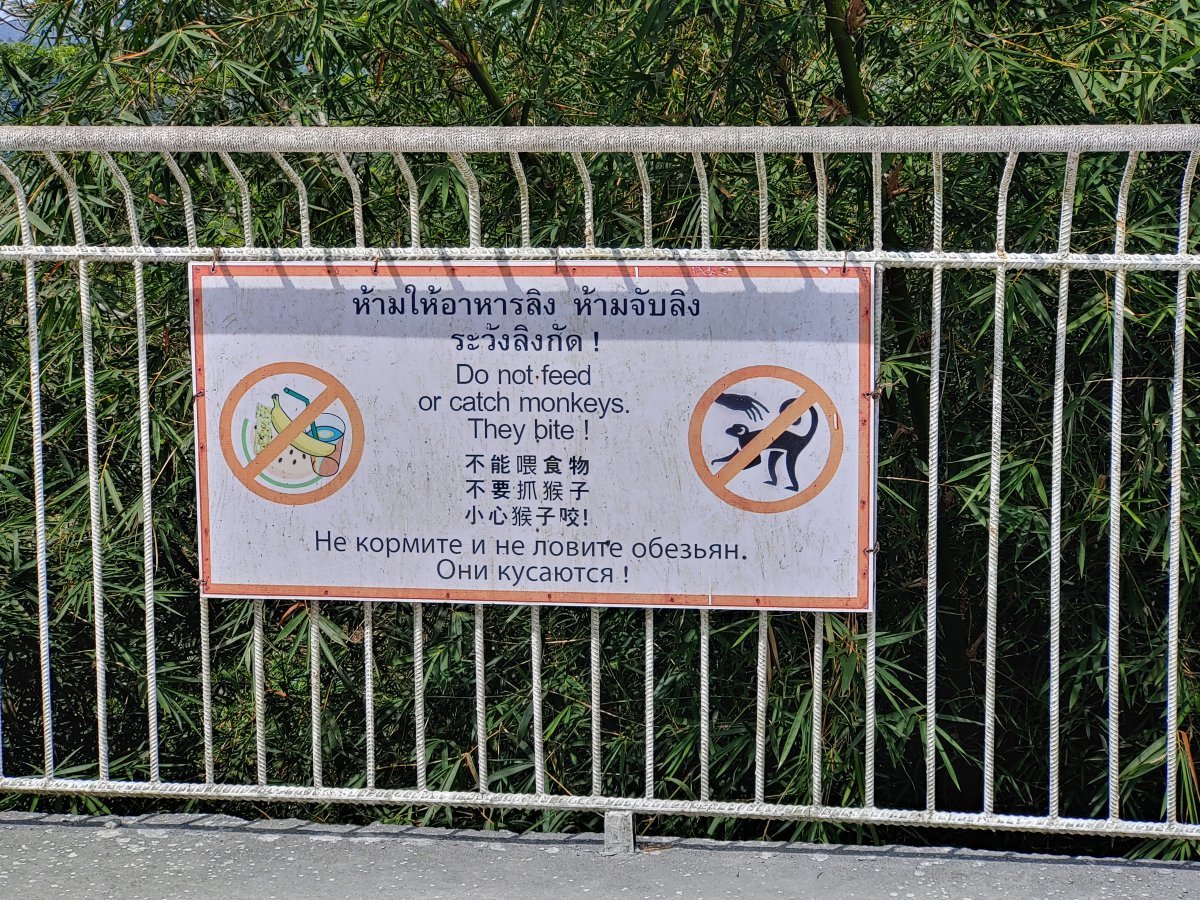 ห้ามให้อาหารลิง ห้ามจับลิง
ระวังลิงกัด !
Do not feed
or catch monkeys.
They bite !
不能喂食物
不要抓猴子
小心猴子咬!
Не кормите и не ловите обезьян.
Они кусаются !